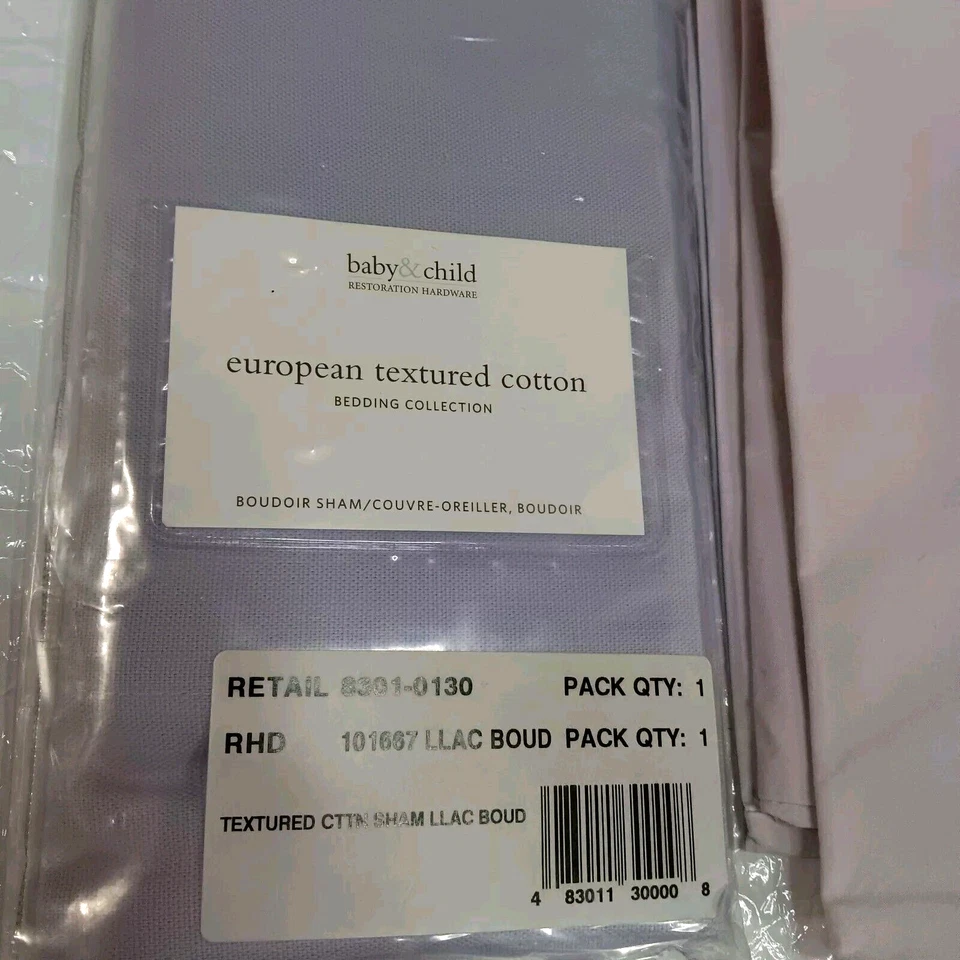 baby&child
RESTORATION HARDWARE
european textured cotton
BEDDING COLLECTION
BOUDOIR SHAM/COUVRE-OREILLER, BOUDOIR
RETAIL 8301-0130 PACK QTY: 1
RHD 101667 LLAC BOUD PACK QTY: 1
TEXTURED CTTN SHAM LLAC BOUD
4 83011 30000 8